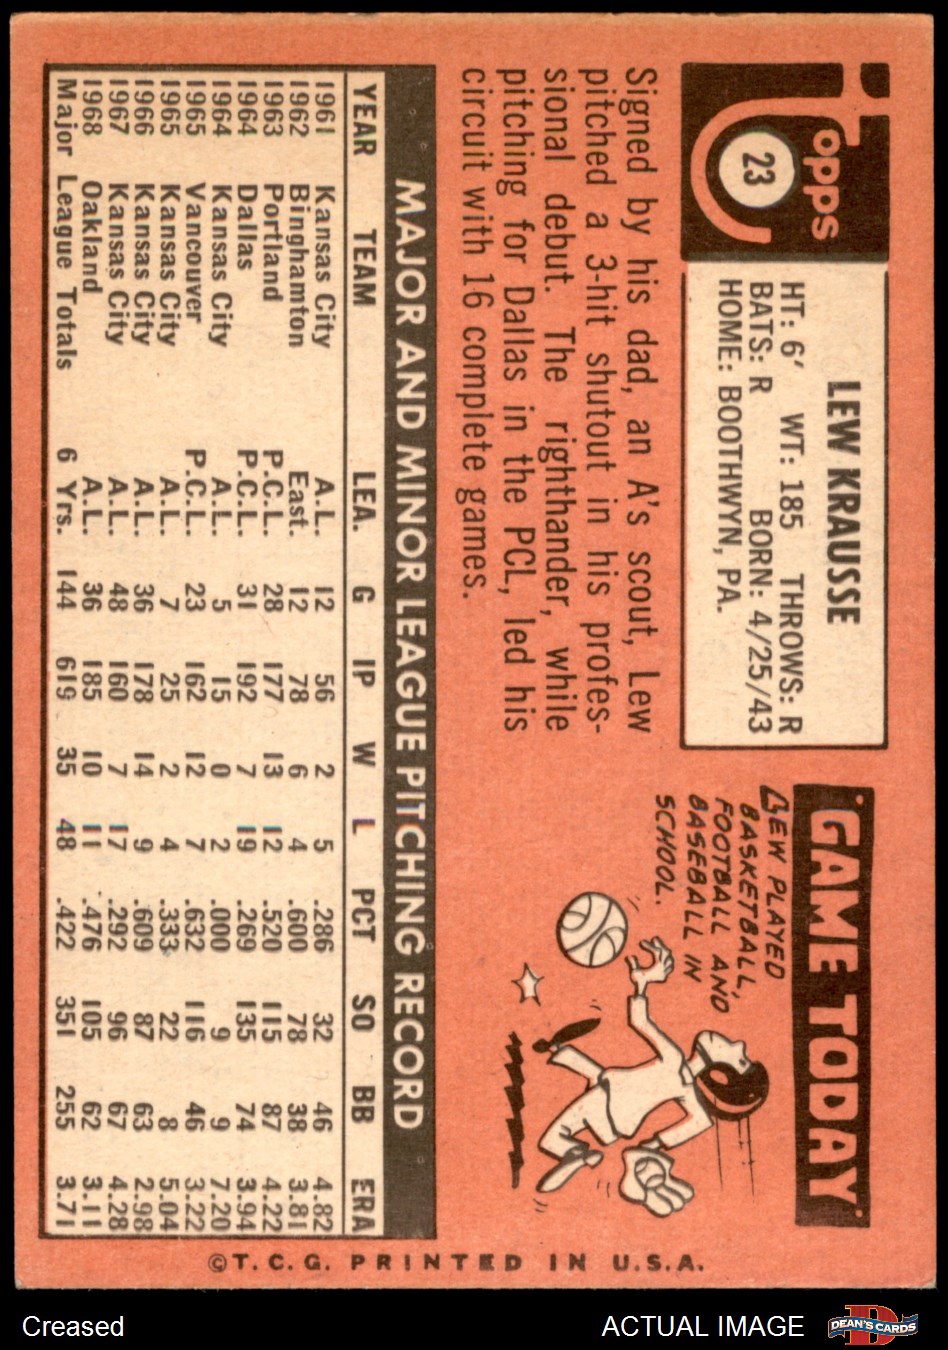 Topps
23
LEW KRAUSSE
HT: 6' WT: 185 THROWS: R
BATS: R BORN: 4/25/43
HOME: BOOTHWYN, PA.
GAME TODAY
LEW PLAYED
BASKETBALL,
FOOTBALL AND
BASEBALL IN
SCHOOL.
Signed by his dad, an A's scout, Lew
pitched a 3-hit shutout in his profes-
sional debut. The righthander, while
pitching for Dallas in the PCL, led his
circuit with 16 complete games.
MAJOR AND MINOR LEAGUE PITCHING RECORD
YEAR TEAM LEA. G IP W L PCT SO BB ERA
1961 Kansas City A.L. 12 56 2 5 .286 32 46 4.82
1962 Binghamton East. 12 78 6 4 .600 78 38 3.81
1963 Portland P.C.L. 28 177 13 12 .520 115 87 4.22
1964 Dallas P.C.L. 31 192 7 19 .269 135 74 3.94
1964 Kansas City A.L. 5 15 0 2 .000 9 9 7.20
1965 Vancouver P.C.L. 23 162 12 7 .632 116 46 3.22
1965 Kansas City A.L. 7 25 2 4 .333 22 8 5.04
1966 Kansas City A.L. 36 178 14 9 .609 87 63 2.98
1967 Kansas City A.L. 48 160 7 17 .292 96 67 4.28
1968 Oakland A.L. 36 185 10 11 .476 105 62 3.11
Major League Totals 6 Yrs. 144 619 35 48 .422 351 255 3.71
©T.C.G. PRINTED IN U.S.A.
Creased
ACTUAL IMAGE
D
DEAN'S CARDS